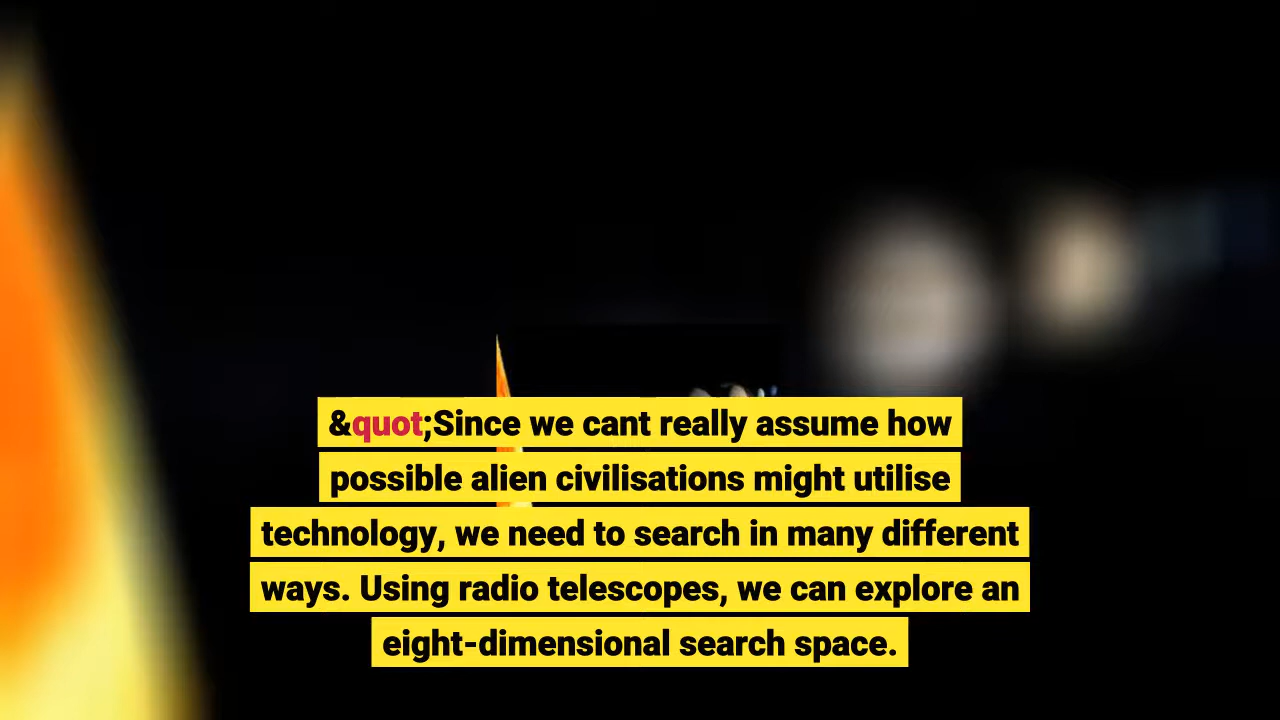 &quot;Since we cant really assume how
possible alien civilisations might utilise
technology, we need to search in many different
ways. Using radio telescopes, we can explore an
eight-dimensional search space.